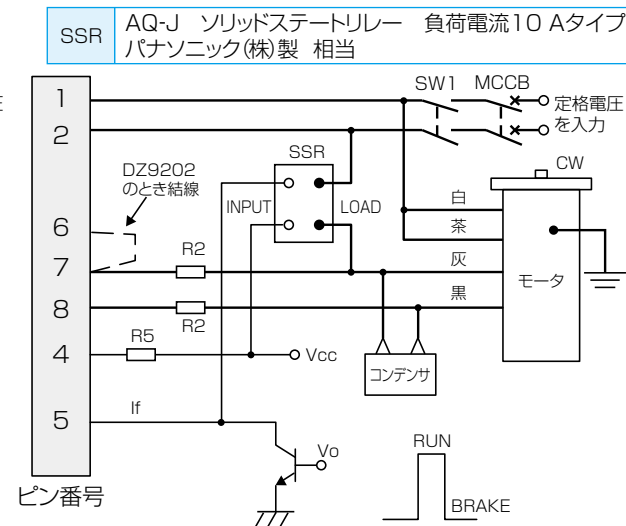 SSR
AQ-J ソリッドステートリレー 負荷電流10 Aタイプ
パナソニック(株)製 相当
1
2
6
7
8
4
5
ピン番号
DZ9202
のとき結線
R2
R2
R5
If
SSR
INPUT
LOAD
SW1
MCCB
定格電圧
を入力
CW
白
茶
灰
黒
モータ
コンデンサ
Vcc
Vo
RUN
BRAKE